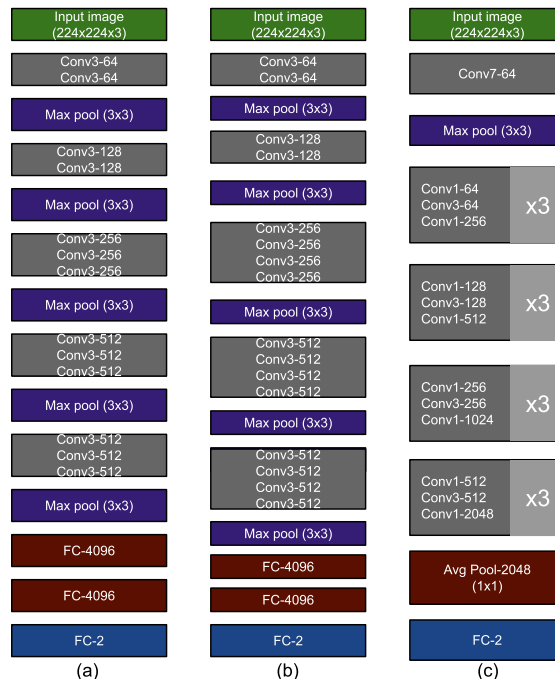 Input image
(224x224x3)
Conv3-64
Conv3-64
Max pool (3x3)
Conv3-128
Conv3-128
Max pool (3x3)
Conv3-256
Conv3-256
Conv3-256
Max pool (3x3)
Conv3-512
Conv3-512
Conv3-512
Max pool (3x3)
Conv3-512
Conv3-512
Conv3-512
Max pool (3x3)
FC-4096
FC-4096
FC-2
(a)
Input image
(224x224x3)
Conv3-64
Conv3-64
Max pool (3x3)
Conv3-128
Conv3-128
Max pool (3x3)
Conv3-256
Conv3-256
Conv3-256
Conv3-256
Max pool (3x3)
Conv3-512
Conv3-512
Conv3-512
Conv3-512
Max pool (3x3)
Conv3-512
Conv3-512
Conv3-512
Conv3-512
Max pool (3x3)
FC-4096
FC-4096
FC-2
(b)
Input image
(224x224x3)
Conv7-64
Max pool (3x3)
Conv1-64
Conv3-64
Conv1-256
x3
Conv1-128
Conv3-128
Conv1-512
x3
Conv1-256
Conv3-256
Conv1-1024
x3
Conv1-512
Conv3-512
Conv1-2048
x3
Avg Pool-2048
(1x1)
FC-2
(c)